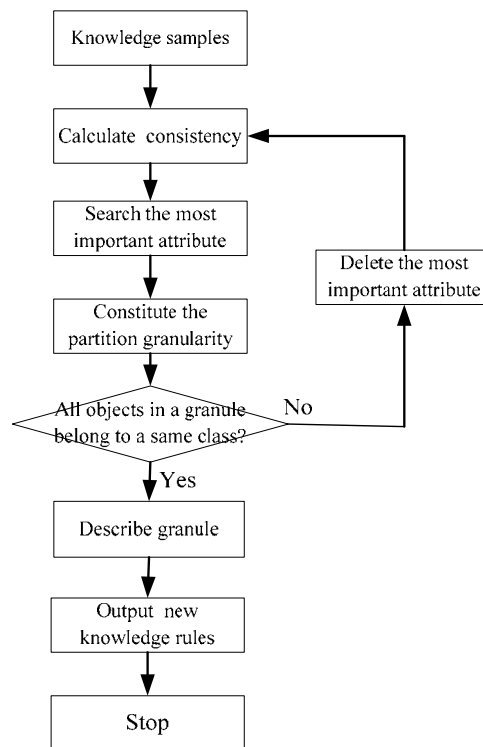 Knowledge samples
Calculate consistency
Search the most
important attribute
Delete the most
important attribute
Constitute the
partition granularity
All objects in a granule
belong to a same class?
No
Yes
Describe granule
Output new
knowledge rules
Stop